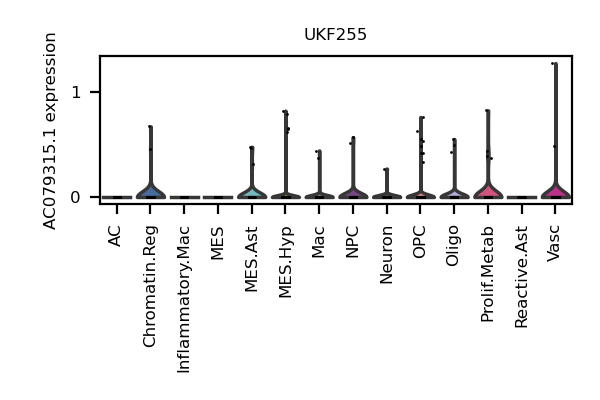 UKF255
AC079315.1 expression
1
0
AC
Chromatin.Reg
Inflammatory.Mac
MES
MES.Ast
MES.Hyp
Mac
NPC
Neuron
OPC
Oligo
Prolif.Metab
Reactive.Ast
Vasc